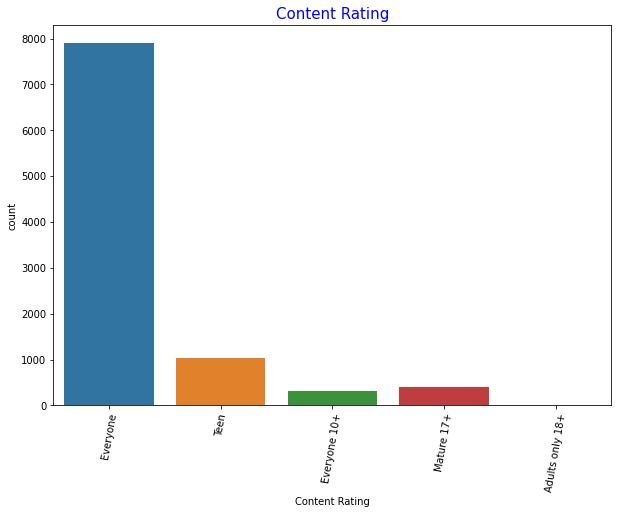 Content Rating
count
8000
7000
6000
5000
4000
3000
2000
1000
0
Everyone
Teen
Everyone 10+
Mature 17+
Adults only 18+
Content Rating